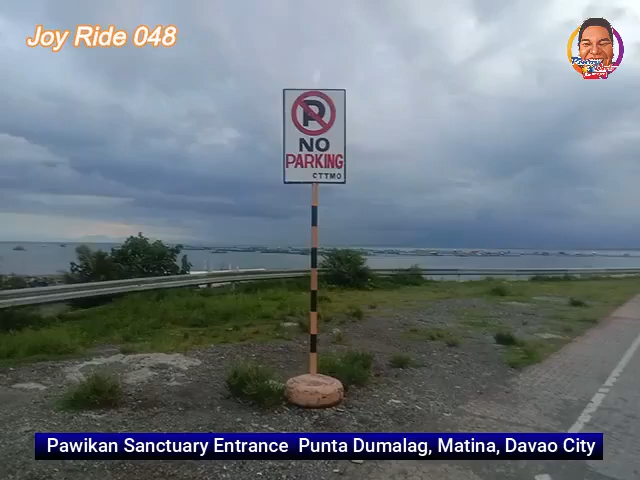 Joy Ride 048
P
NO
PARKING
CTTMO
Pawikan Sanctuary Entrance Punta Dumalag, Matina, Davao City